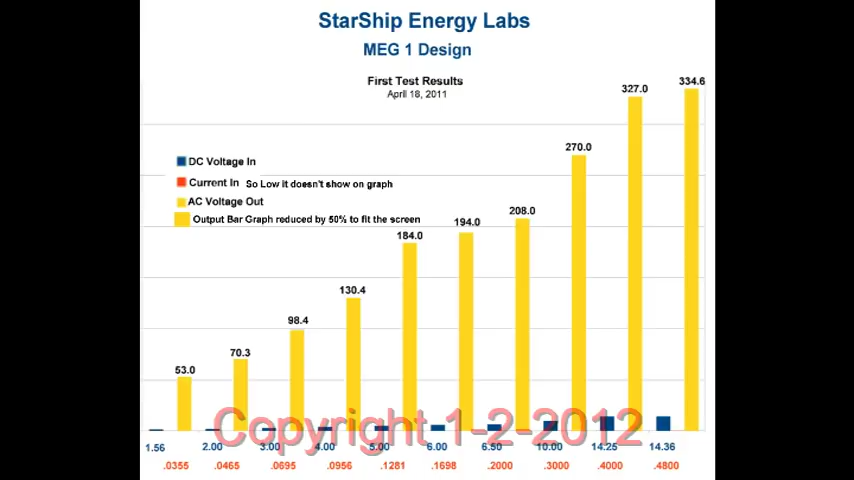 StarShip Energy Labs
MEG 1 Design
First Test Results
April 18, 2011
327.0
334.6
270.0
DC Voltage In
Current In So Low it doesn't show on graph
AC Voltage Out
Output Bar Graph reduced by 50% to fit the screen
208.0
194.0
184.0
130.4
98.4
70.3
53.0
Copyright 1-2-2012
1.56 2.00 3.00 4.00 5.00 6.00 6.50 10.00 14.25 14.36
.0355 .0465 .0695 .0956 .1281 .1698 .2000 .3000 .4000 .4800